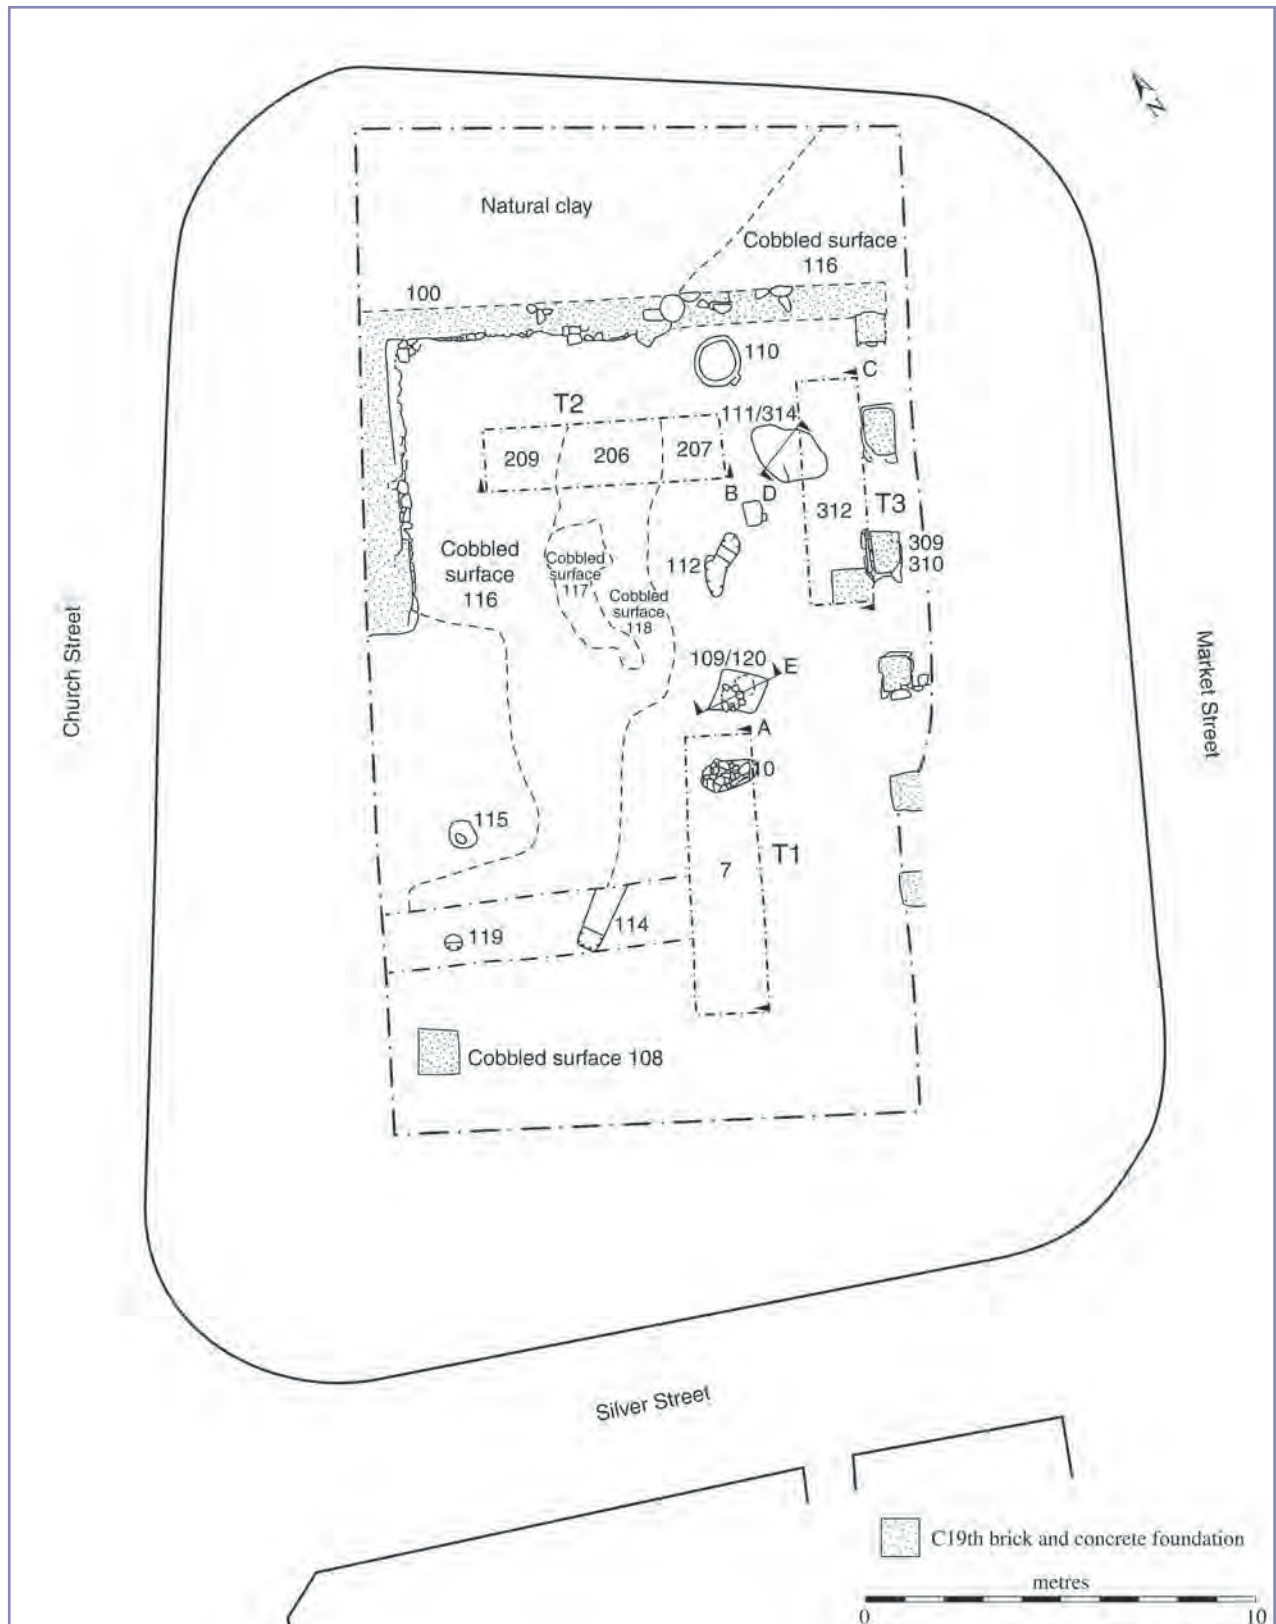 N
Natural clay
Cobbled surface
116
100
110
C
T2
111/314
209
206
207
B
D
312
T3
309
310
Cobbled
surface
116
Cobbled
surface
117
112
Cobbled
surface
118
Church Street
Market Street
109/120
E
A
10
115
T1
7
119
114
Cobbled surface 108
Silver Street
C19th brick and concrete foundation
metres
0
10